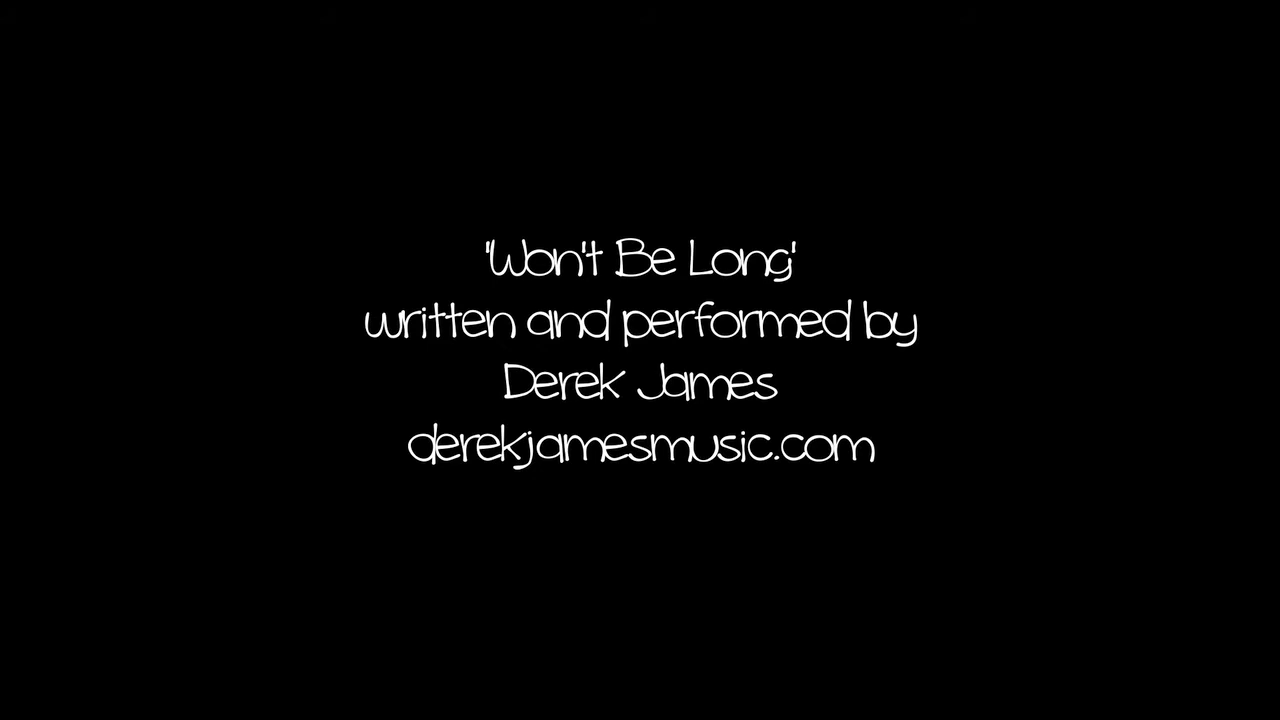 'Won't Be Long'
written and performed by
Derek James
derekjamesmusic.com